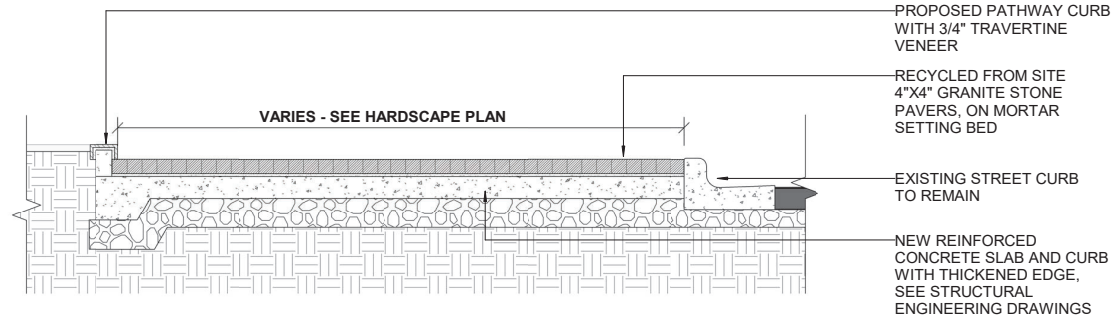 PROPOSED PATHWAY CURB
WITH 3/4" TRAVERTINE
VENEER
RECYCLED FROM SITE
4"X4" GRANITE STONE
PAVERS, ON MORTAR
SETTING BED
VARIES - SEE HARDSCAPE PLAN
EXISTING STREET CURB
TO REMAIN
NEW REINFORCED
CONCRETE SLAB AND CURB
WITH THICKENED EDGE,
SEE STRUCTURAL
ENGINEERING DRAWINGS